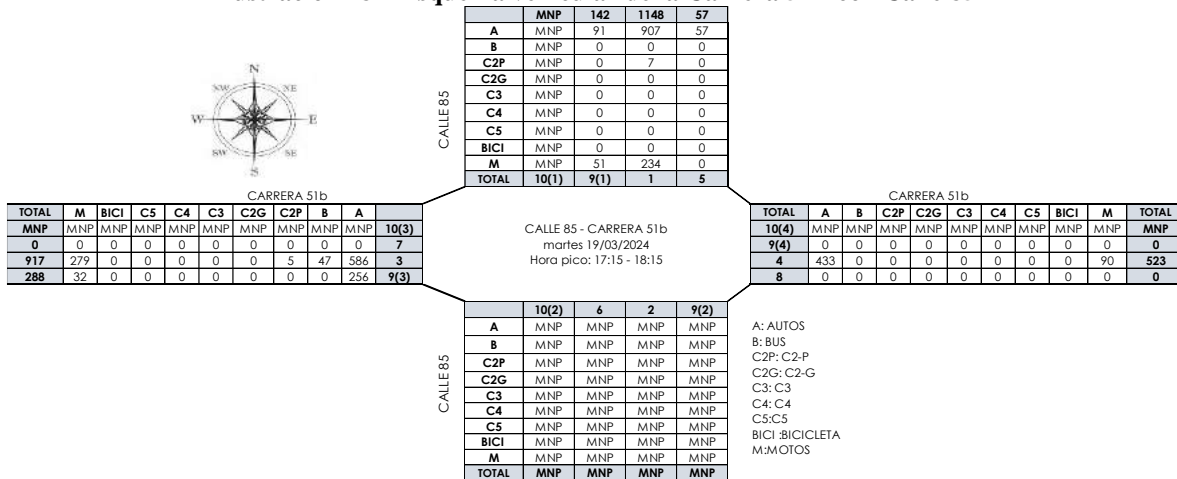 MNP 142 1148 57
A MNP 91 907 57
B MNP 0 0 0
C2P MNP 0 7 0
C2G MNP 0 0 0
C3 MNP 0 0 0
C4 MNP 0 0 0
C5 MNP 0 0 0
BICI MNP 0 0 0
M MNP 51 234 0
TOTAL 10(1) 9(1) 1 5
CALLE 85
N
NW NE
W E
SW SE
S
CARRERA 51b
TOTAL M BICI C5 C4 C3 C2G C2P B A
MNP MNP MNP MNP MNP MNP MNP MNP MNP MNP 10(3)
0 0 0 0 0 0 0 0 0 0 7
917 279 0 0 0 0 0 5 47 586 3
288 32 0 0 0 0 0 0 0 256 9(3)
CALLE 85 - CARRERA 51b
martes 19/03/2024
Hora pico: 17:15 - 18:15
CARRERA 51b
TOTAL A B C2P C2G C3 C4 C5 BICI M TOTAL
10(4) MNP MNP MNP MNP MNP MNP MNP MNP MNP MNP
9(4) 0 0 0 0 0 0 0 0 0 0
4 433 0 0 0 0 0 0 0 90 523
8 0 0 0 0 0 0 0 0 0 0
10(2) 6 2 9(2)
A MNP MNP MNP MNP
B MNP MNP MNP MNP
C2P MNP MNP MNP MNP
C2G MNP MNP MNP MNP
C3 MNP MNP MNP MNP
C4 MNP MNP MNP MNP
C5 MNP MNP MNP MNP
BICI MNP MNP MNP MNP
M MNP MNP MNP MNP
TOTAL MNP MNP MNP MNP
CALLE 85
A: AUTOS
B: BUS
C2P: C2-P
C2G: C2-G
C3: C3
C4: C4
C5:C5
BICI :BICICLETA
M:MOTOS